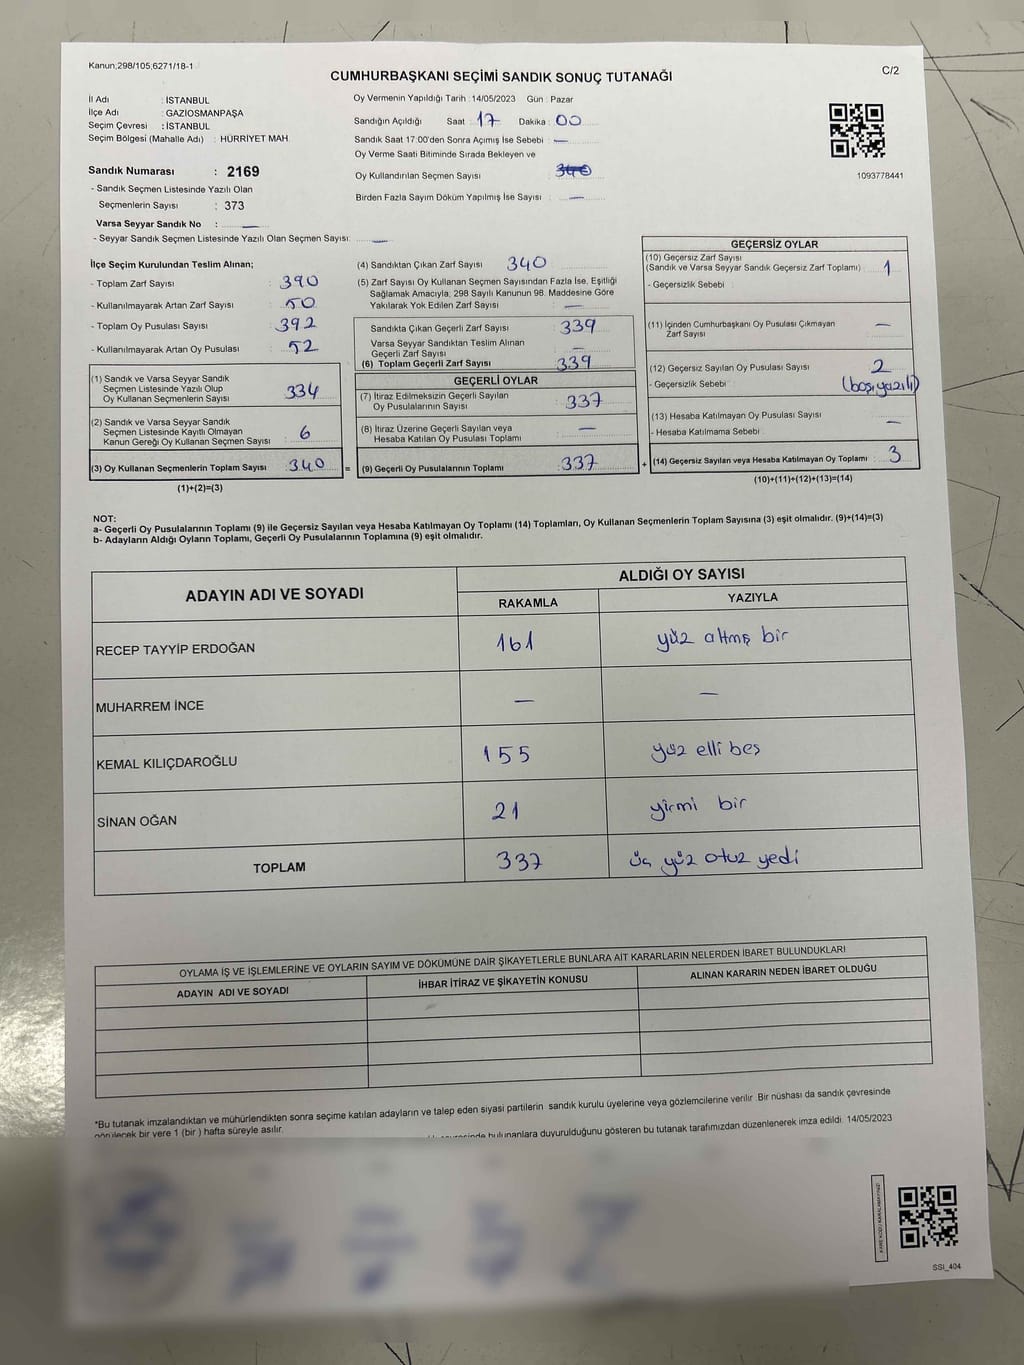 Kanun,298/105,6271/18-1
CUMHURBAŞKANI SEÇİMİ SANDIK SONUÇ TUTANAĞI
C/2
İl Adı : İSTANBUL
İlçe Adı : GAZİOSMANPAŞA
Seçim Çevresi : İSTANBUL
Seçim Bölgesi (Mahalle Adı) : HÜRRİYET MAH.
Sandık Numarası : 2169
- Sandık Seçmen Listesinde Yazılı Olan
Seçmenlerin Sayısı : 373
Varsa Seyyar Sandık No : —
- Seyyar Sandık Seçmen Listesinde Yazılı Olan Seçmen Sayısı: —
Oy Vermenin Yapıldığı Tarih : 14/05/2023 Gün : Pazar
Sandığın Açıldığı Saat 17 Dakika : 00
Sandık Saat 17:00'den Sonra Açımış İse Sebebi : —
Oy Verme Saati Bitiminde Sırada Bekleyen ve
Oy Kullandırılan Seçmen Sayısı :
Birden Fazla Sayım Döküm Yapılmış İse Sayısı : —
1093778441
İlçe Seçim Kurulundan Teslim Alınan;
- Toplam Zarf Sayısı : 390
- Kullanılmayarak Artan Zarf Sayısı : 50
- Toplam Oy Pusulası Sayısı : 392
- Kullanılmayarak Artan Oy Pusulası : 52
(1) Sandık ve Varsa Seyyar Sandık
Seçmen Listesinde Yazılı Olup
Oy Kullanan Seçmenlerin Sayısı : 334
(2) Sandık ve Varsa Seyyar Sandık
Seçmen Listesinde Kayıtlı Olmayan
Kanun Gereği Oy Kullanan Seçmen Sayısı : 6
(3) Oy Kullanan Seçmenlerin Toplam Sayısı : 340 =
(1)+(2)=(3)
(4) Sandıktan Çıkan Zarf Sayısı : 340
(5) Zarf Sayısı Oy Kullanan Seçmen Sayısından Fazla İse, Eşitliği
Sağlamak Amacıyla, 298 Sayılı Kanunun 98. Maddesine Göre
Yakılarak Yok Edilen Zarf Sayısı : —
Sandıkta Çıkan Geçerli Zarf Sayısı : 339
Varsa Seyyar Sandıktan Teslim Alınan
Geçerli Zarf Sayısı : —
(6) Toplam Geçerli Zarf Sayısı : 339
GEÇERLİ OYLAR
(7) İtiraz Edilmeksizin Geçerli Sayılan
Oy Pusulalarının Sayısı : 337
(8) İtiraz Üzerine Geçerli Sayılan veya
Hesaba Katılan Oy Pusulası Toplamı : —
(9) Geçerli Oy Pusulalarının Toplamı : 337 +
GEÇERSİZ OYLAR
(10) Geçersiz Zarf Sayısı
(Sandık ve Varsa Seyyar Sandık Geçersiz Zarf Toplamı) : 1
- Geçersizlik Sebebi :
(11) İçinden Cumhurbaşkanı Oy Pusulası Çıkmayan
Zarf Sayısı : —
(12) Geçersiz Sayılan Oy Pusulası Sayısı : 2
- Geçersizlik Sebebi : (boş,yazılı)
(13) Hesaba Katılmayan Oy Pusulası Sayısı : —
- Hesaba Katılmama Sebebi :
(14) Geçersiz Sayılan veya Hesaba Katılmayan Oy Toplamı : 3
(10)+(11)+(12)+(13)=(14)
NOT:
a- Geçerli Oy Pusulalarının Toplamı (9) ile Geçersiz Sayılan veya Hesaba Katılmayan Oy Toplamı (14) Toplamları, Oy Kullanan Seçmenlerin Toplam Sayısına (3) eşit olmalıdır. (9)+(14)=(3)
b- Adayların Aldığı Oyların Toplamı, Geçerli Oy Pusulalarının Toplamına (9) eşit olmalıdır.
ADAYIN ADI VE SOYADI
ALDIĞI OY SAYISI
RAKAMLA YAZIYLA
RECEP TAYYİP ERDOĞAN 161 yüz altmış bir
MUHARREM İNCE — —
KEMAL KILIÇDAROĞLU 155 yüz elli beş
SİNAN OĞAN 21 yirmi bir
TOPLAM 337 üç yüz otuz yedi
OYLAMA İŞ VE İŞLEMLERİNE VE OYLARIN SAYIM VE DÖKÜMÜNE DAİR ŞİKAYETLERLE BUNLARA AİT KARARLARIN NELERDEN İBARET BULUNDUKLARI
ADAYIN ADI VE SOYADI İHBAR İTİRAZ VE ŞİKAYETİN KONUSU ALINAN KARARIN NEDEN İBARET OLDUĞU
*Bu tutanak imzalandıktan ve mühürlendikten sonra seçime katılan adayların ve talep eden siyasi partilerin sandık kurulu üyelerine veya gözlemcilerine verilir. Bir nüshası da sandık çevresinde
görülecek bir yere 1 (bir ) hafta süreyle asılır.
bulunanlara duyurulduğunu gösteren bu tutanak tarafımızdan düzenlenerek imza edildi. 14/05/2023
SSI_404